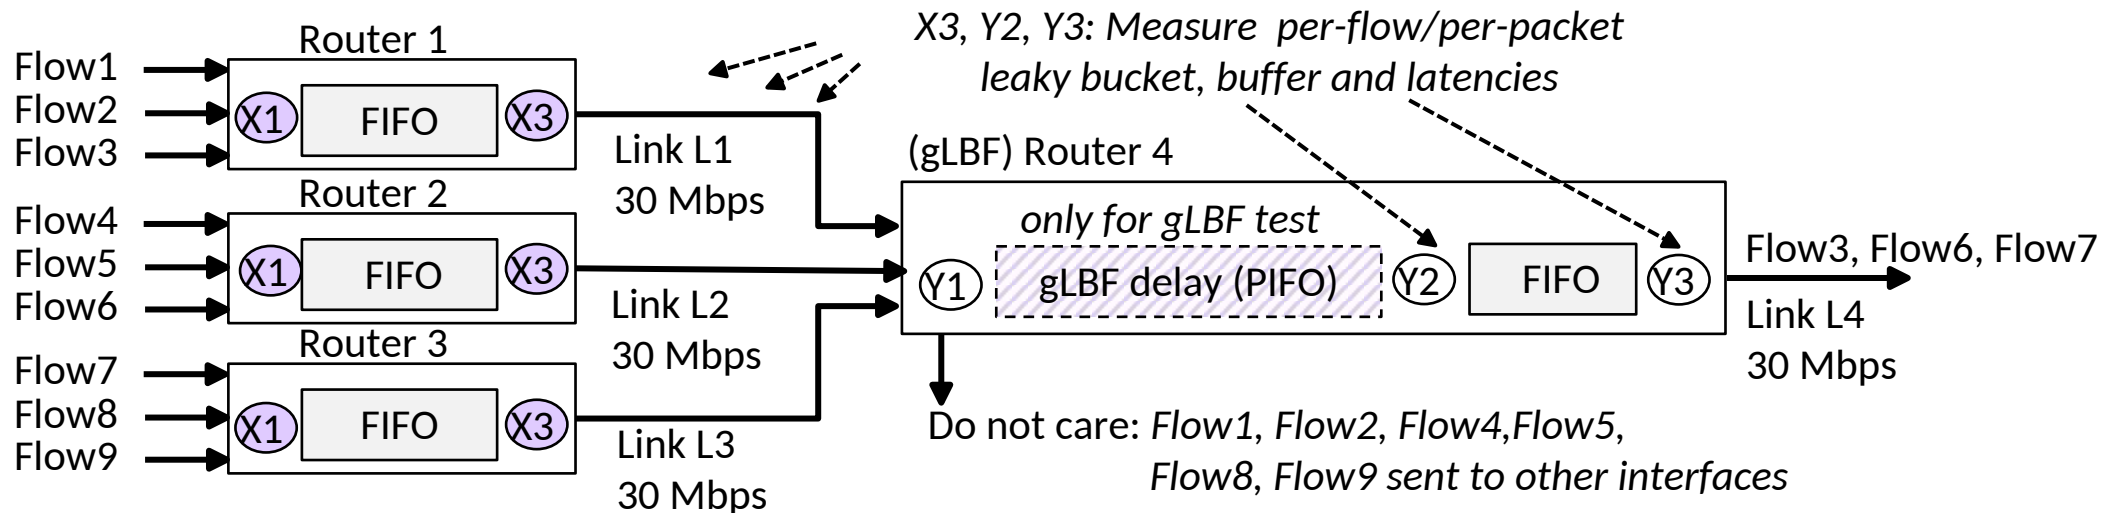 X3, Y2, Y3: Measure per-flow/per-packet
leaky bucket, buffer and latencies
Router 1
Flow1
Flow2
Flow3
X1
FIFO
X3
Link L1
30 Mbps
Router 2
Flow4
Flow5
Flow6
X1
FIFO
X3
Link L2
30 Mbps
Router 3
Flow7
Flow8
Flow9
X1
FIFO
X3
Link L3
30 Mbps
(gLBF) Router 4
only for gLBF test
Y1
gLBF delay (PIFO)
Y2
FIFO
Y3
Flow3, Flow6, Flow7
Link L4
30 Mbps
Do not care: Flow1, Flow2, Flow4,Flow5,
Flow8, Flow9 sent to other interfaces